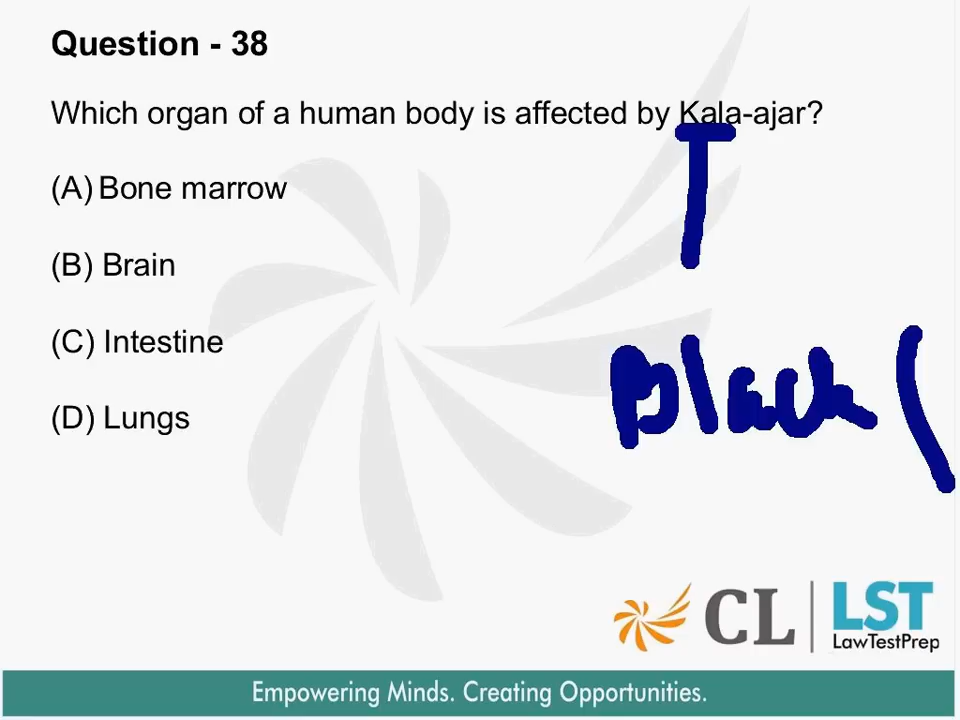 Question - 38
Which organ of a human body is affected by Kala-ajar?
(A) Bone marrow
(B) Brain
(C) Intestine
(D) Lungs
Black
CL LST
LawTestPrep
Empowering Minds. Creating Opportunities.